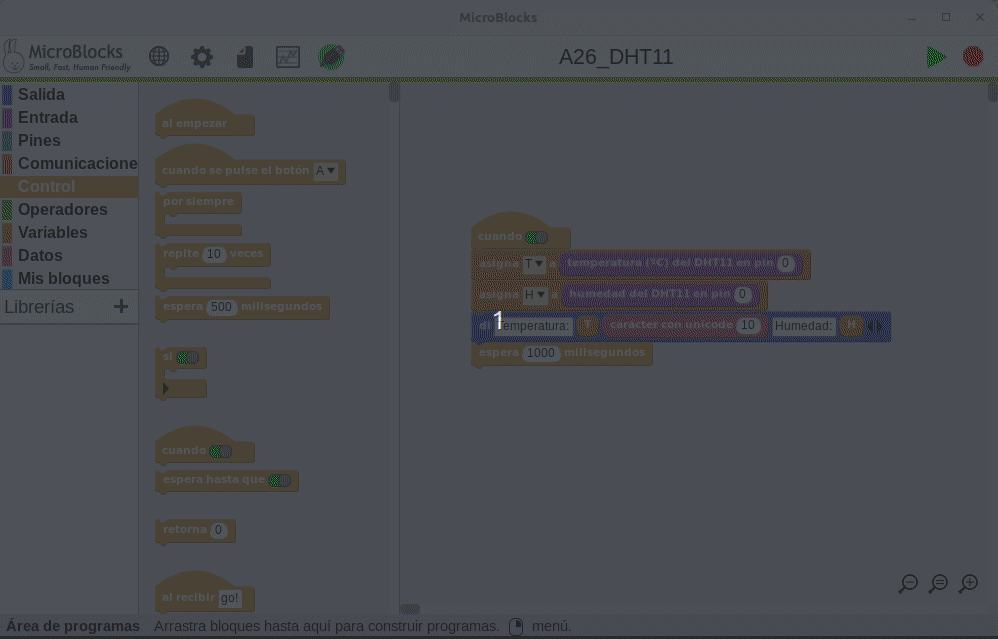 MicroBlocks
MicroBlocks
Small, Fast, Human Friendly
A26_DHT11
Salida
Entrada
Pines
Comunicacione
Control
Operadores
Variables
Datos
Mis bloques
Librerías +
al empezar
cuando se pulse el botón A
por siempre
repite 10 veces
espera 500 milisegundos
si
cuando
espera hasta que
retorna 0
al recibir go!
cuando
asigna T a temperatura (ºC) del DHT11 en pin 0
asigna H a humedad del DHT11 en pin 0
1
Temperatura: T carácter con unicode 10 Humedad: H
espera 1000 milisegundos
Área de programas Arrastra bloques hasta aquí para construir programas. menú.